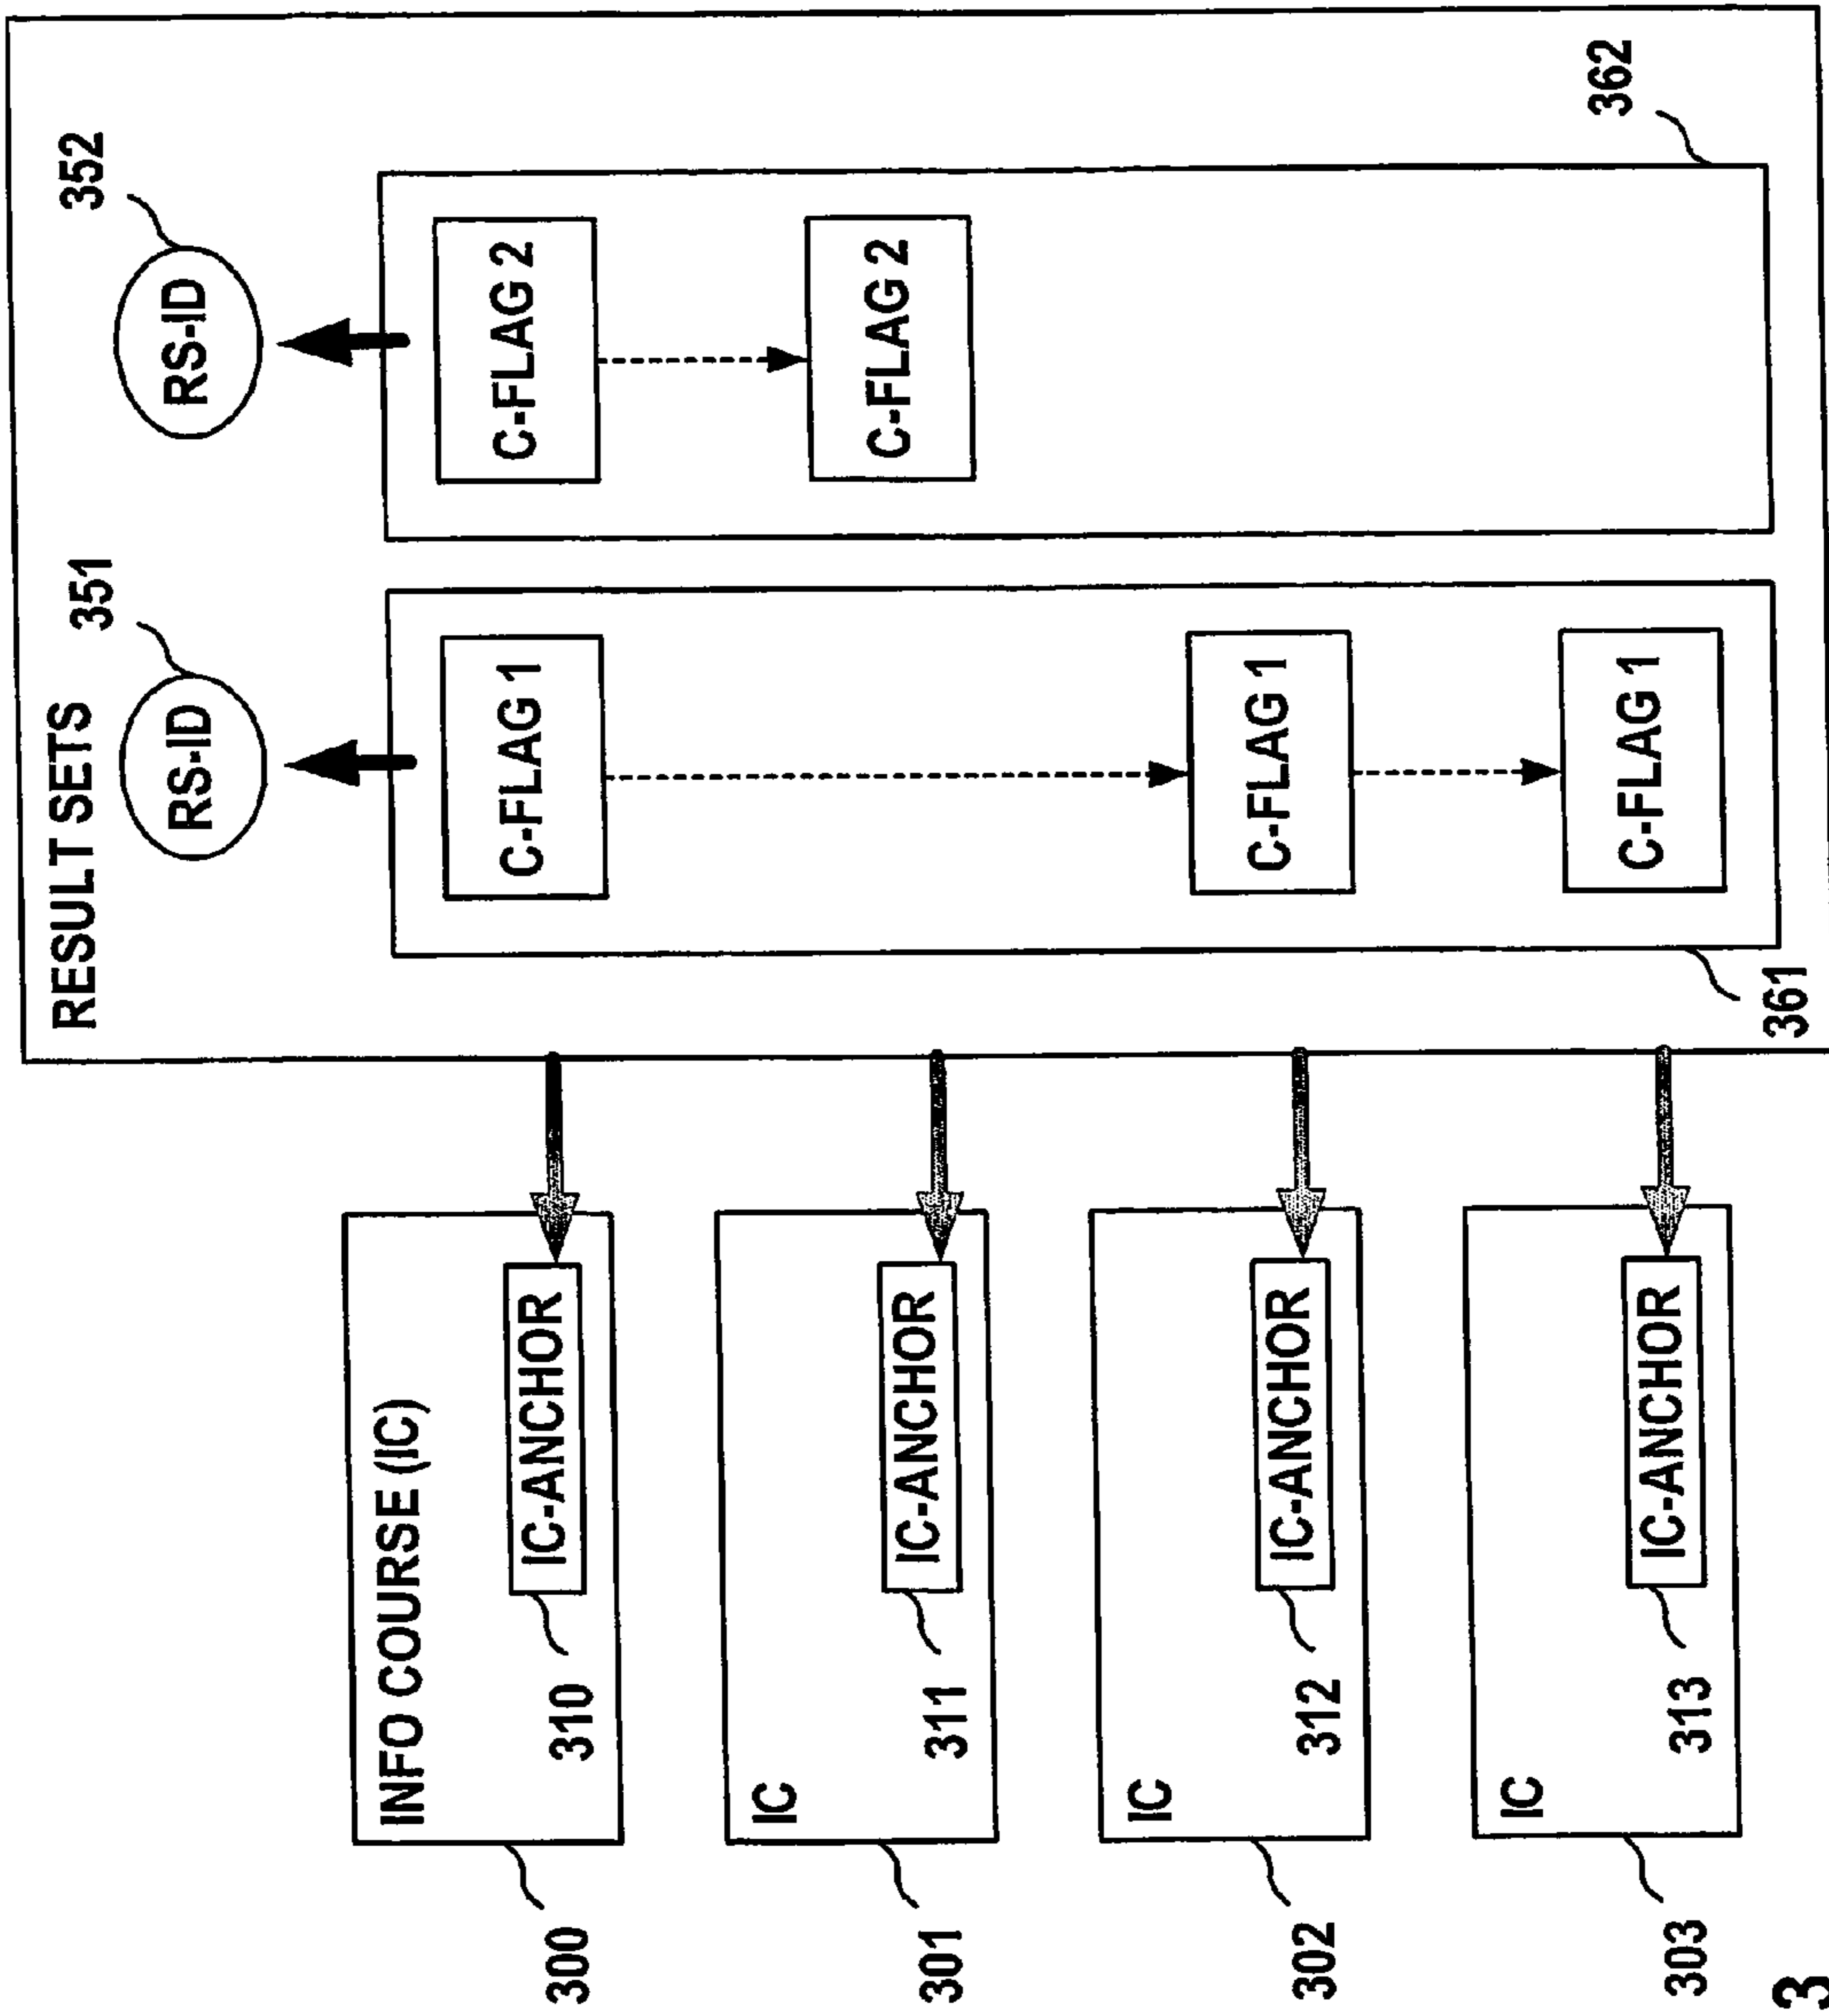 RESULT SETS
351
352
RS-ID
RS-ID
INFO COURSE (IC)
300
310
IC-ANCHOR
C-FLAG 1
C-FLAG 2
IC
301
311
IC-ANCHOR
C-FLAG 2
IC
302
312
IC-ANCHOR
C-FLAG 1
IC
303
313
IC-ANCHOR
C-FLAG 1
361
362
3